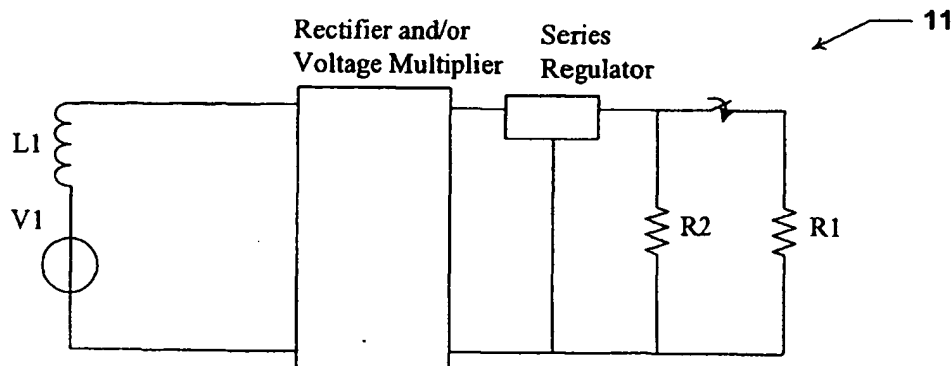 11
Rectifier and/or
Voltage Multiplier
Series
Regulator
L1
V1
R2
R1